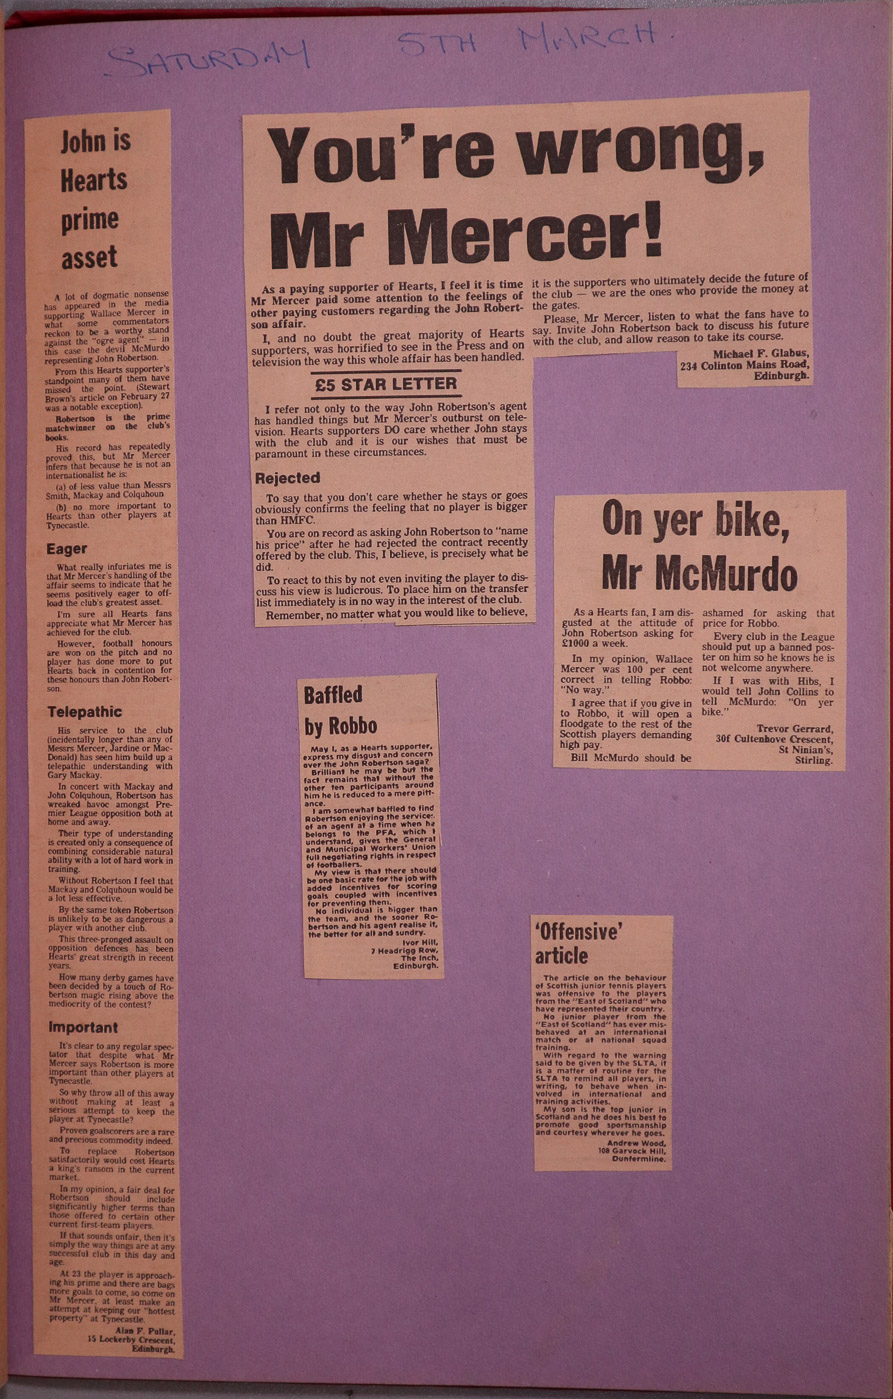 SATURDAY 5TH MARCH.
John is
Hearts
prime
asset
A lot of dogmatic nonsense
has appeared in the media
supporting Wallace Mercer in
what some commentators
reckon to be a worthy stand
against the "ogre agent" — in
this case the devil McMurdo
representing John Robertson.
From this Hearts supporter's
standpoint many of them have
missed the point. (Stewart
Brown's article on February 27
was a notable exception).
Robertson is the prime
matchwinner on the club's
books.
His record has repeatedly
proved this, but Mr Mercer
infers that because he is not an
internationalist he is:
(a) of less value than Messrs
Smith, Mackay and Colquhoun
(b) no more important to
Hearts than other players at
Tynecastle.
Eager
What really infuriates me is
that Mr Mercer's handling of the
affair seems to indicate that he
seems positively eager to off-
load the club's greatest asset.
I'm sure all Hearts fans
appreciate what Mr Mercer has
achieved for the club.
However, football honours
are won on the pitch and no
player has done more to put
Hearts back in contention for
these honours than John Robert-
son.
Telepathic
His service to the club
(incidentally longer than any of
Messrs Mercer, Jardine or Mac-
Donald) has seen him build up a
telepathic understanding with
Gary Mackay.
In concert with Mackay and
John Colquhoun, Robertson has
wreaked havoc amongst Pre-
mier League opposition both at
home and away.
Their type of understanding
is created only a consequence of
combining considerable natural
ability with a lot of hard work in
training.
Without Robertson I feel that
Mackay and Colquhoun would be
a lot less effective.
By the same token Robertson
is unlikely to be as dangerous a
player with another club.
This three-pronged assault on
opposition defences has been
Hearts' great strength in recent
years.
How many derby games have
been decided by a touch of Ro-
bertson magic rising above the
mediocrity of the contest?
Important
It's clear to any regular spec-
tator that despite what Mr
Mercer says Robertson is more
important than other players at
Tynecastle.
So why throw all of this away
without making at least a
serious attempt to keep the
player at Tynecastle?
Proven goalscorers are a rare
and precious commodity indeed.
To replace Robertson
satisfactorily would cost Hearts
a king's ransom in the current
market.
In my opinion, a fair deal for
Robertson should include
significantly higher terms than
those offered to certain other
current first-team players.
If that sounds unfair, then it's
simply the way things are at any
successful club in this day and
age.
At 23 the player is approach-
ing his prime and there are bags
more goals to come, so come on
Mr Mercer, at least make an
attempt at keeping our "hottest
property" at Tynecastle.
Alan F. Pullar,
15 Lockerby Crescent,
Edinburgh.
You're wrong,
Mr Mercer!
As a paying supporter of Hearts, I feel it is time
Mr Mercer paid some attention to the feelings of
other paying customers regarding the John Robert-
son affair.
I, and no doubt the great majority of Hearts
supporters, was horrified to see in the Press and on
television the way this whole affair has been handled.
£5 STAR LETTER
I refer not only to the way John Robertson's agent
has handled things but Mr Mercer's outburst on tele-
vision. Hearts supporters DO care whether John stays
with the club and it is our wishes that must be
paramount in these circumstances.
Rejected
To say that you don't care whether he stays or goes
obviously confirms the feeling that no player is bigger
than HMFC.
You are on record as asking John Robertson to "name
his price" after he had rejected the contract recently
offered by the club. This, I believe, is precisely what he
did.
To react to this by not even inviting the player to dis-
cuss his view is ludicrous. To place him on the transfer
list immediately is in no way in the interest of the club.
Remember, no matter what you would like to believe,
it is the supporters who ultimately decide the future of
the club — we are the ones who provide the money at
the gates.
Please, Mr Mercer, listen to what the fans have to
say. Invite John Robertson back to discuss his future
with the club, and allow reason to take its course.
Michael F. Glabus,
234 Colinton Mains Road,
Edinburgh.
On yer bike,
Mr McMurdo
As a Hearts fan, I am dis-
gusted at the attitude of
John Robertson asking for
£1000 a week.
In my opinion, Wallace
Mercer was 100 per cent
correct in telling Robbo:
"No way."
I agree that if you give in
to Robbo, it will open a
floodgate to the rest of the
Scottish players demanding
high pay.
Bill McMurdo should be
ashamed for asking that
price for Robbo.
Every club in the League
should put up a banned pos-
ter on him so he knows he is
not welcome anywhere.
If I was with Hibs, I
would tell John Collins to
tell McMurdo: "On yer
bike."
Trevor Gerrard,
30f Cultenhove Crescent,
St Ninian's,
Stirling.
Baffled
by Robbo
May I, as a Hearts supporter,
express my disgust and concern
over the John Robertson saga?
Brilliant he may be but the
fact remains that without the
other ten participants around
him he is reduced to a mere pitt-
ance.
I am somewhat baffled to find
Robertson enjoying the services
of an agent at a time when he
belongs to the PFA, which I
understand, gives the General
and Municipal Workers' Union
full negotiating rights in respect
of footballers.
My view is that there should
be one basic rate for the job with
added incentives for scoring
goals coupled with incentives
for preventing them.
No individual is bigger than
the team, and the sooner Ro-
bertson and his agent realise it,
the better for all and sundry.
Ivor Hill,
7 Headrigg Row,
The Inch,
Edinburgh.
'Offensive'
article
The article on the behaviour
of Scottish junior tennis players
was offensive to the players
from the "East of Scotland" who
have represented their country.
No junior player from the
"East of Scotland" has ever mis-
behaved at an international
match or at national squad
training.
With regard to the warning
said to be given by the SLTA, it
is a matter of routine for the
SLTA to remind all players, in
writing, to behave when in-
volved in international and
training activities.
My son is the top junior in
Scotland and he does his best to
promote good sportsmanship
and courtesy wherever he goes.
Andrew Wood,
108 Garvock Hill,
Dunfermline.